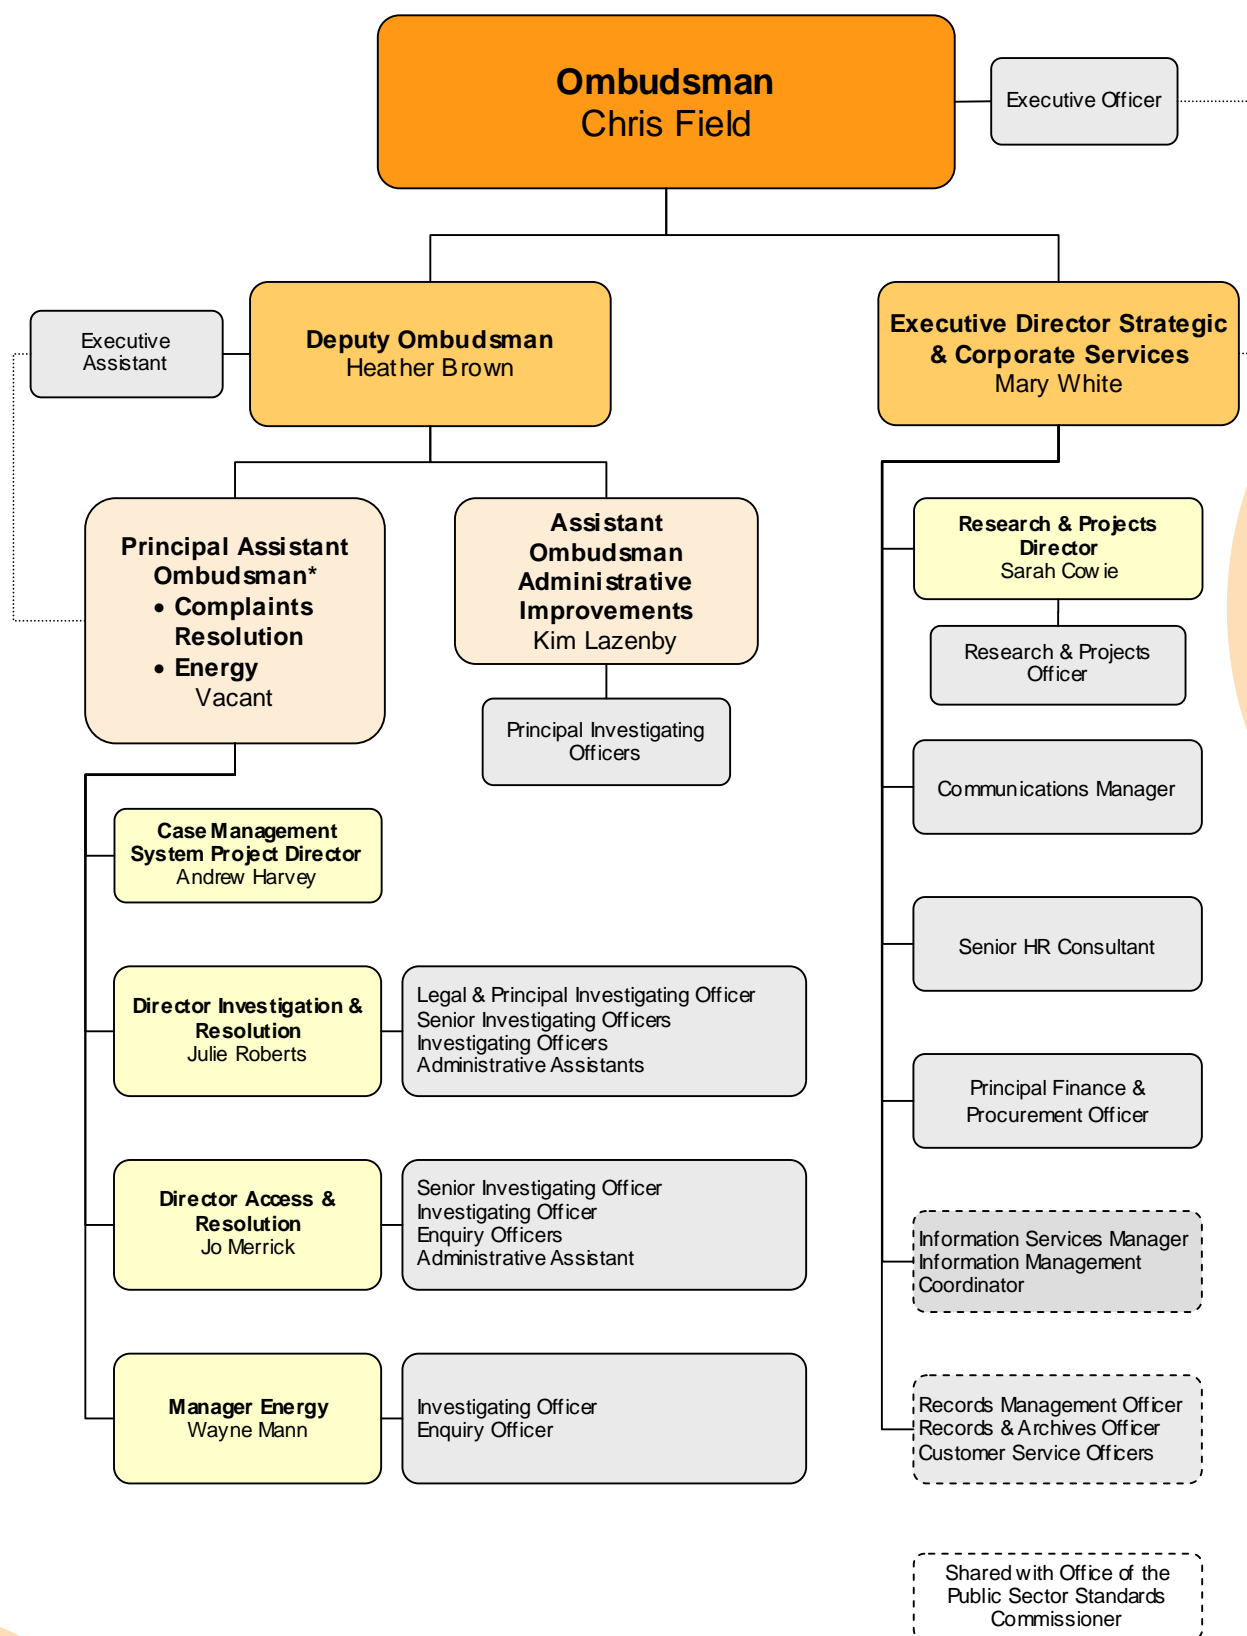 Ombudsman
Chris Field
Executive Officer
Executive
Assistant
Deputy Ombudsman
Heather Brown
Executive Director Strategic
& Corporate Services
Mary White
Principal Assistant
Ombudsman*
• Complaints
Resolution
• Energy
Vacant
Assistant
Ombudsman
Administrative
Improvements
Kim Lazenby
Principal Investigating
Officers
Research & Projects
Director
Sarah Cowie
Research & Projects
Officer
Communications Manager
Case Management
System Project Director
Andrew Harvey
Senior HR Consultant
Director Investigation &
Resolution
Julie Roberts
Legal & Principal Investigating Officer
Senior Investigating Officers
Investigating Officers
Administrative Assistants
Principal Finance &
Procurement Officer
Director Access &
Resolution
Jo Merrick
Senior Investigating Officer
Investigating Officer
Enquiry Officers
Administrative Assistant
Information Services Manager
Information Management
Coordinator
Manager Energy
Wayne Mann
Investigating Officer
Enquiry Officer
Records Management Officer
Records & Archives Officer
Customer Service Officers
Shared with Office of the
Public Sector Standards
Commissioner